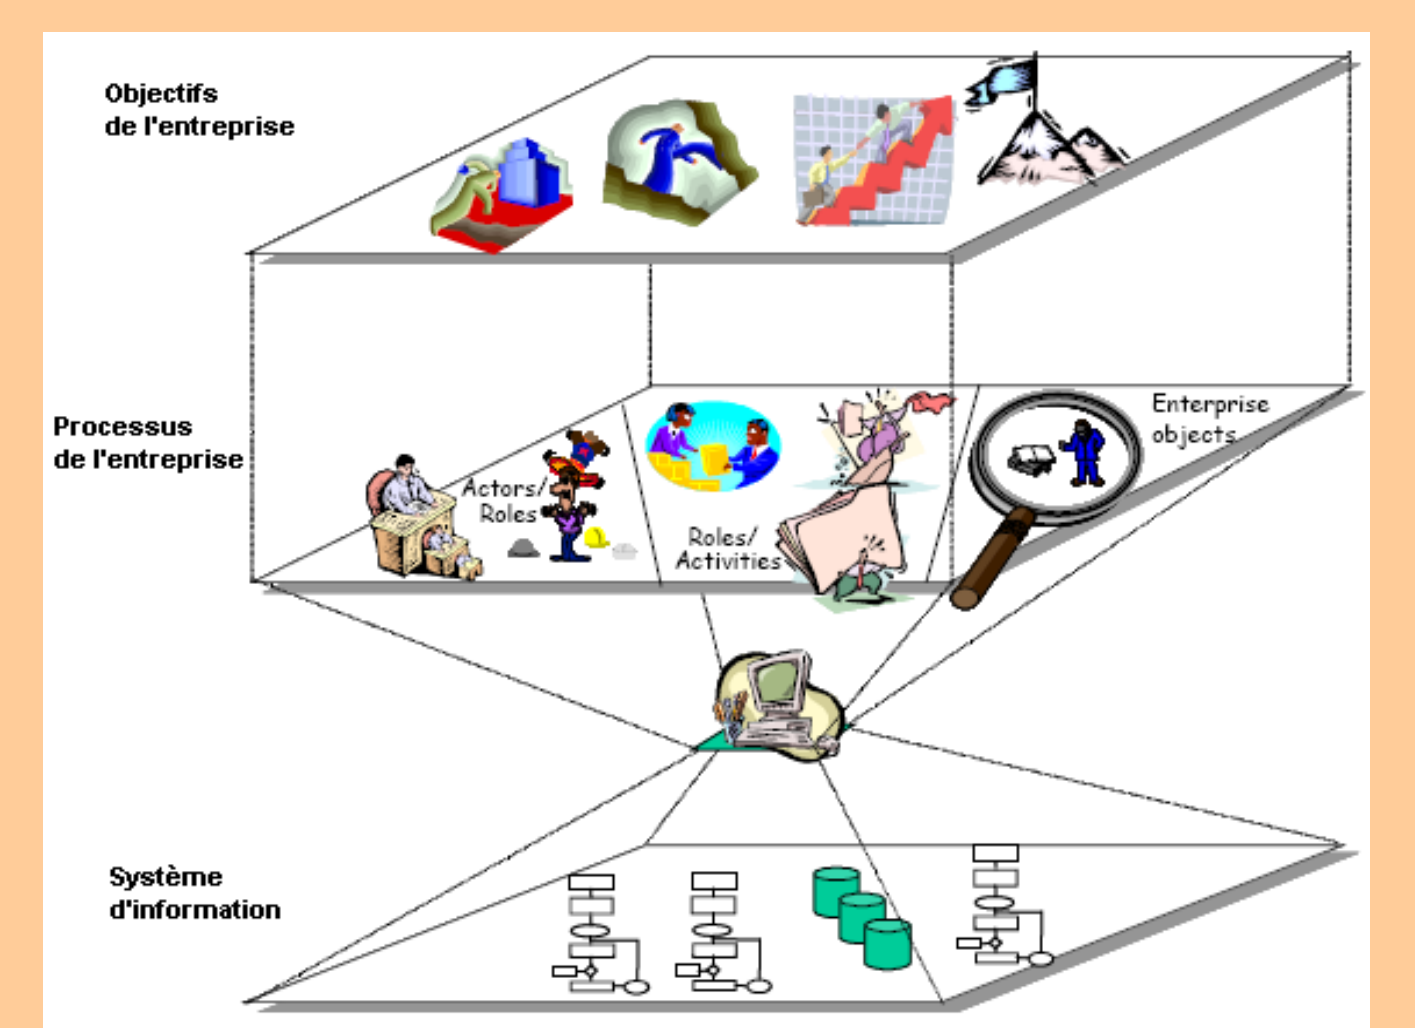 Objectifs
de l'entreprise
Processus
de l'entreprise
Actors/
Roles
Roles/
Activities
Enterprise
objects
Système
d'information